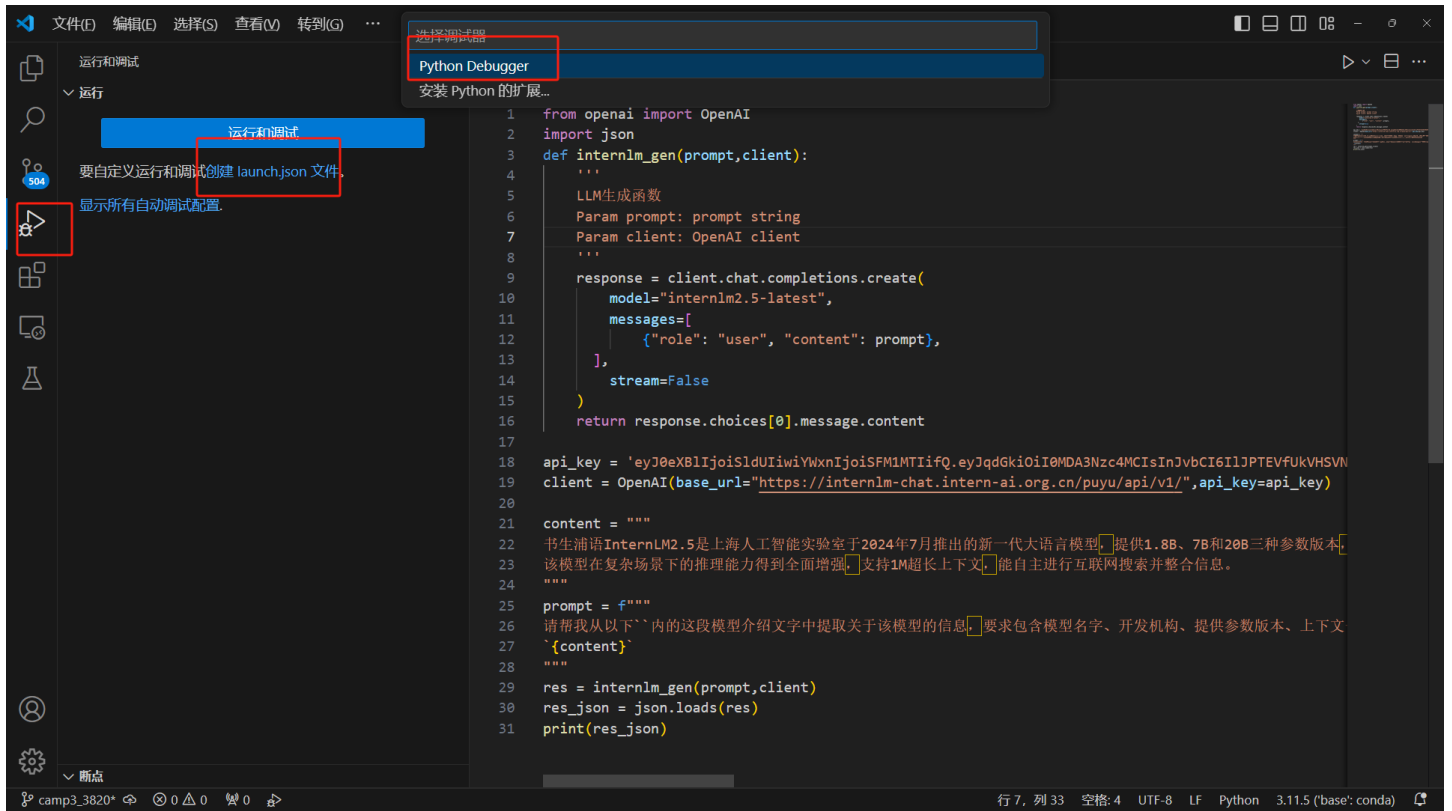 文件(F) 编辑(E) 选择(S) 查看(V) 转到(G) ···
选择调试器
Python Debugger
安装 Python 的扩展...
运行和调试
运行
运行和调试
要自定义运行和调试创建 launch.json 文件。
显示所有自动调试配置.
504
1 from openai import OpenAI
2 import json
3 def internlm_gen(prompt,client):
4 '''
5 LLM生成函数
6 Param prompt: prompt string
7 Param client: OpenAI client
8 '''
9 response = client.chat.completions.create(
10 model="internlm2.5-latest",
11 messages=[
12 {"role": "user", "content": prompt},
13 ],
14 stream=False
15 )
16 return response.choices[0].message.content
17
18 api_key = 'eyJ0eXBlIjoiSldUIiwiYWxnIjoiSFM1MTIifQ.eyJqdGkiOiI0MDA3Nzc4MCIsInJvbCI6IlJPTEVfUkVHSVN
19 client = OpenAI(base_url="https://internlm-chat.intern-ai.org.cn/puyu/api/v1/",api_key=api_key)
20
21 content = """
22 书生浦语InternLM2.5是上海人工智能实验室于2024年7月推出的新一代大语言模型，提供1.8B、7B和20B三种参数版本，
23 该模型在复杂场景下的推理能力得到全面增强，支持1M超长上下文，能自主进行互联网搜索并整合信息。
24 """
25 prompt = f"""
26 请帮我从以下``内的这段模型介绍文字中提取关于该模型的信息，要求包含模型名字、开发机构、提供参数版本、上下文
27 `{content}`
28 """
29 res = internlm_gen(prompt,client)
30 res_json = json.loads(res)
31 print(res_json)
断点
camp3_3820* 0 0 0 行 7，列 33 空格: 4 UTF-8 LF Python 3.11.5 ('base': conda)